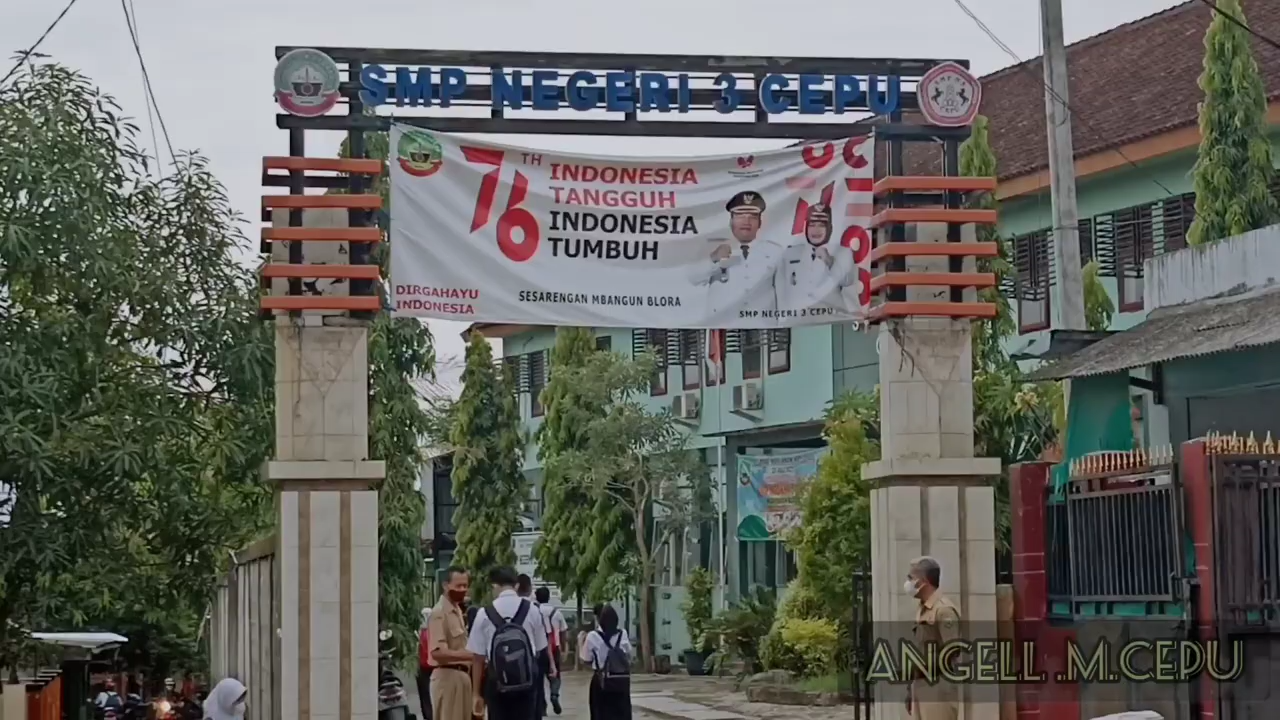 SMP NEGERI 3 CEPU
76 TH
INDONESIA
TANGGUH
INDONESIA
TUMBUH
DIRGAHAYU
INDONESIA
SESARENGAN MBANGUN BLORA
SMP NEGERI 3 CEPU
ANGELL .M.CEPU